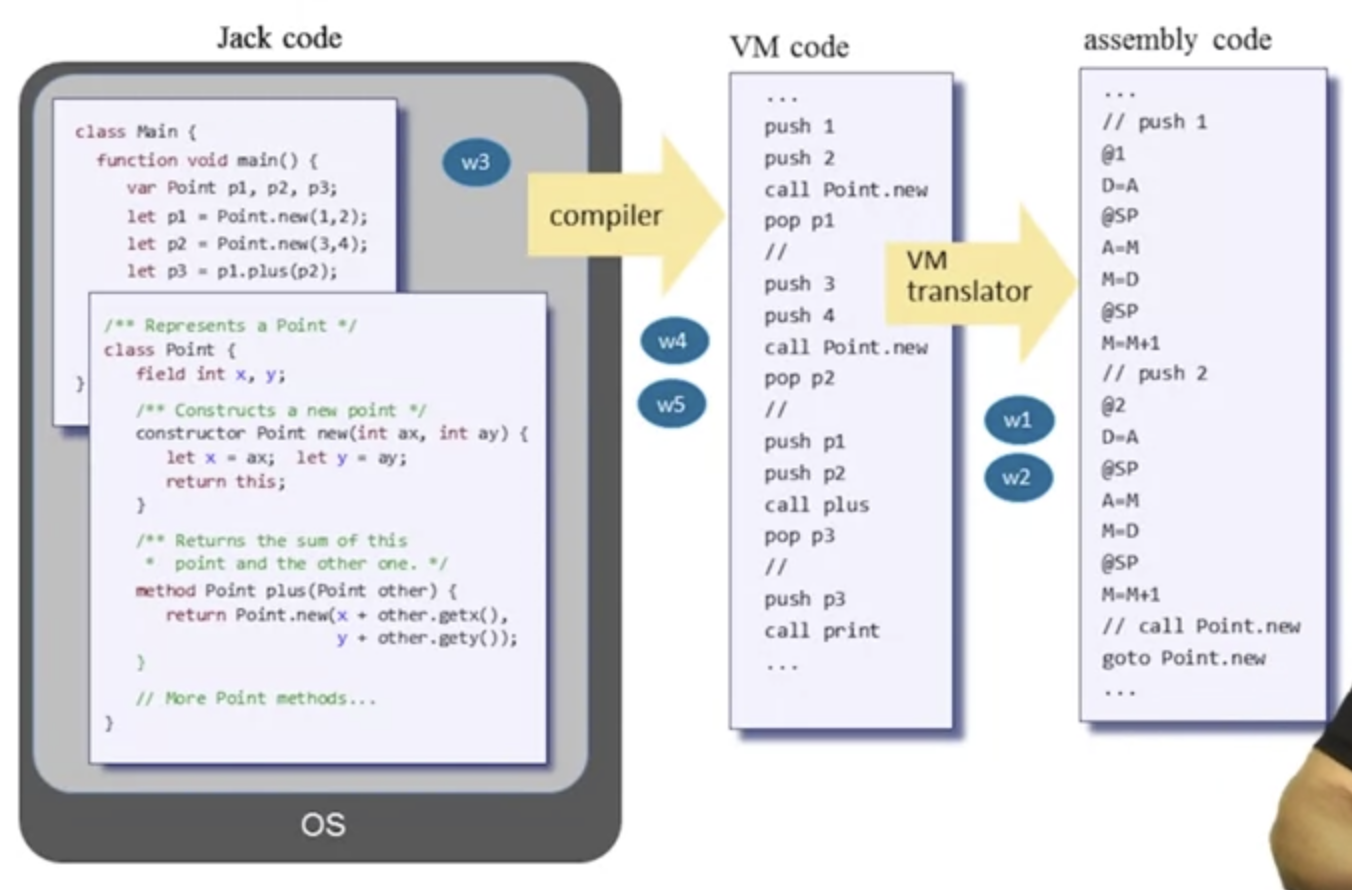 Jack code
class Main {
function void main() {
var Point p1, p2, p3;
let p1 = Point.new(1,2);
let p2 = Point.new(3,4);
let p3 = p1.plus(p2);
}
/** Represents a Point */
class Point {
field int x, y;
/** Constructs a new point */
constructor Point new(int ax, int ay) {
let x = ax; let y = ay;
return this;
}
/** Returns the sum of this
* point and the other one. */
method Point plus(Point other) {
return Point.new(x + other.getx(),
y + other.gety());
}
// More Point methods...
}
OS
w3
compiler
w4
w5
VM code
...
push 1
push 2
call Point.new
pop p1
//
push 3
push 4
call Point.new
pop p2
//
push p1
push p2
call plus
pop p3
//
push p3
call print
...
VM
translator
w1
w2
assembly code
...
// push 1
@1
D=A
@SP
A=M
M=D
@SP
M=M+1
// push 2
@2
D=A
@SP
A=M
M=D
@SP
M=M+1
// call Point.new
goto Point.new
...